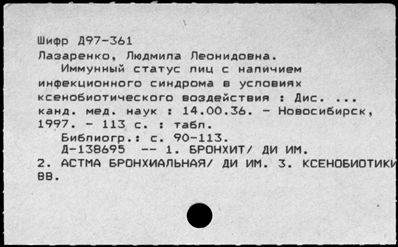 Шифр Д97-361
Лазаренко, Людмила Леонидовна.
Иммунный статус лиц с наличием
инфекционного синдрома в условиях
ксенобиотического воздействия : Дис. ...
канд. мед. наук : 14.00.36. - Новосибирск,
1997. - 113 с. : табл.
Библиогр.: с. 90-113.
Д-138695 -- 1. БРОНХИТ/ ДИ ИМ.
2. АСТМА БРОНХИАЛЬНАЯ/ ДИ ИМ. 3. КСЕНОБИОТИКИ
ВВ.